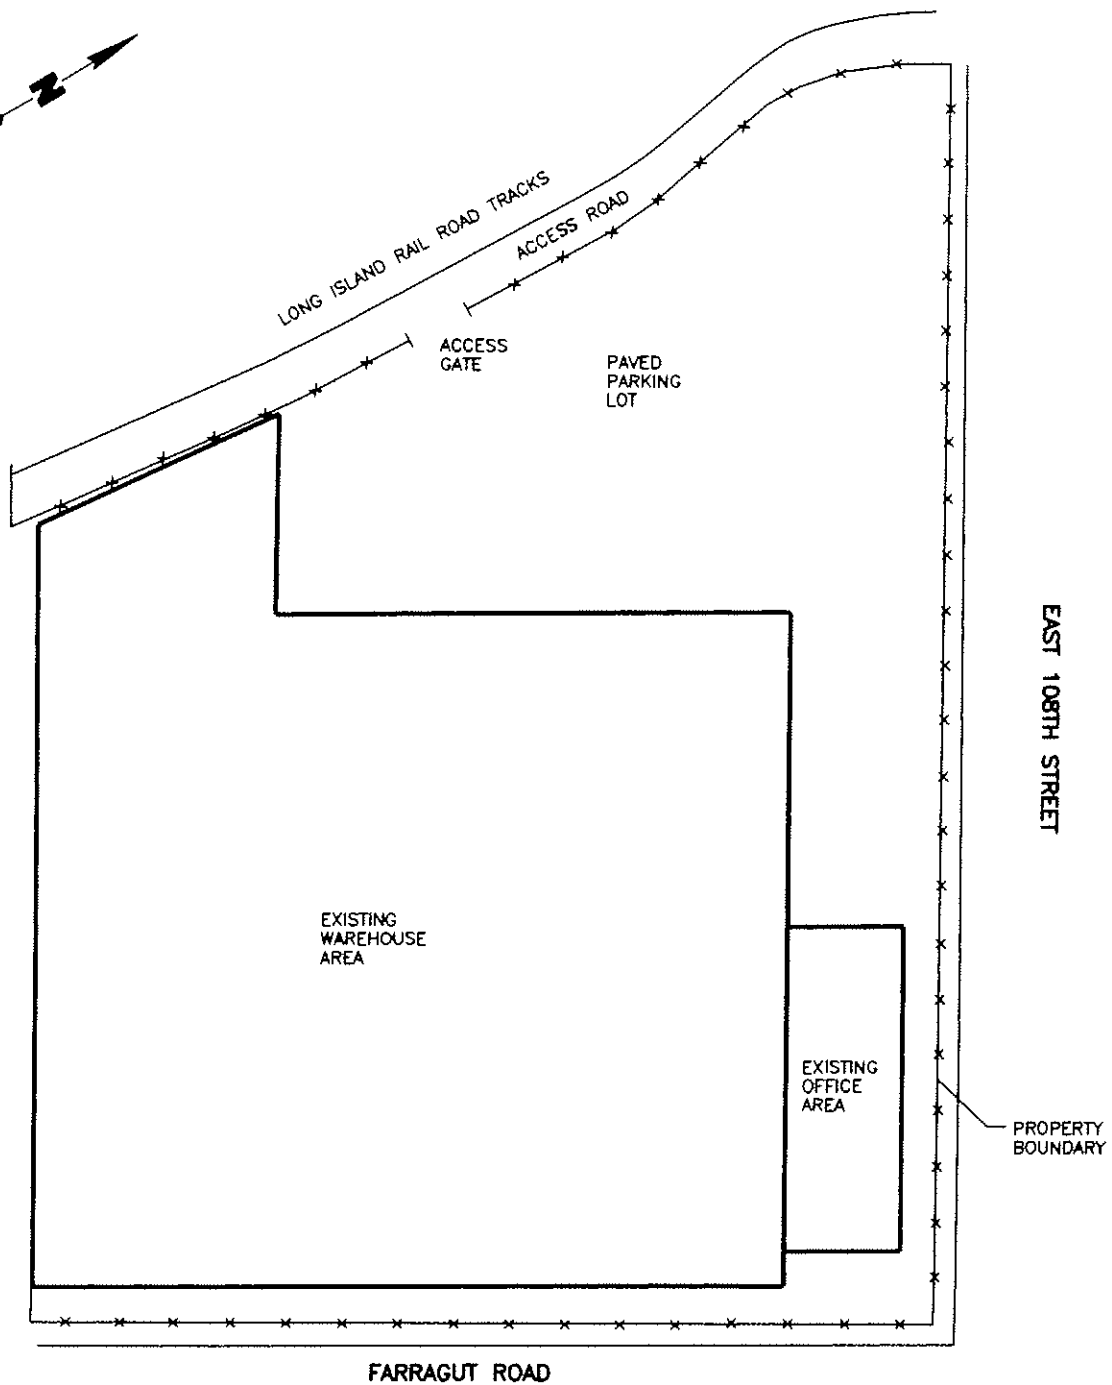 N
LONG ISLAND RAIL ROAD TRACKS
ACCESS ROAD
ACCESS
GATE
PAVED
PARKING
LOT
EAST 108TH STREET
EXISTING
WAREHOUSE
AREA
EXISTING
OFFICE
AREA
PROPERTY
BOUNDARY
FARRAGUT ROAD